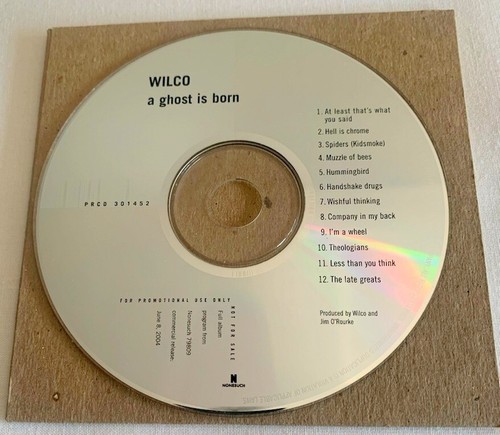 WILCO
a ghost is born
1. At least that's what
you said
2. Hell is chrome
3. Spiders (Kidsmoke)
4. Muzzle of bees
5. Hummingbird
6. Handshake drugs
7. Wishful thinking
8. Company in my back
9. I'm a wheel
10. Theologians
11. Less than you think
12. The late greats
PRCD 301452
Produced by Wilco and
Jim O'Rourke
FOR PROMOTIONAL USE ONLY
NOT FOR SALE
Full album
program from
Nonesuch 79809
commercial release,
June 8, 2004
N
NONESUCH